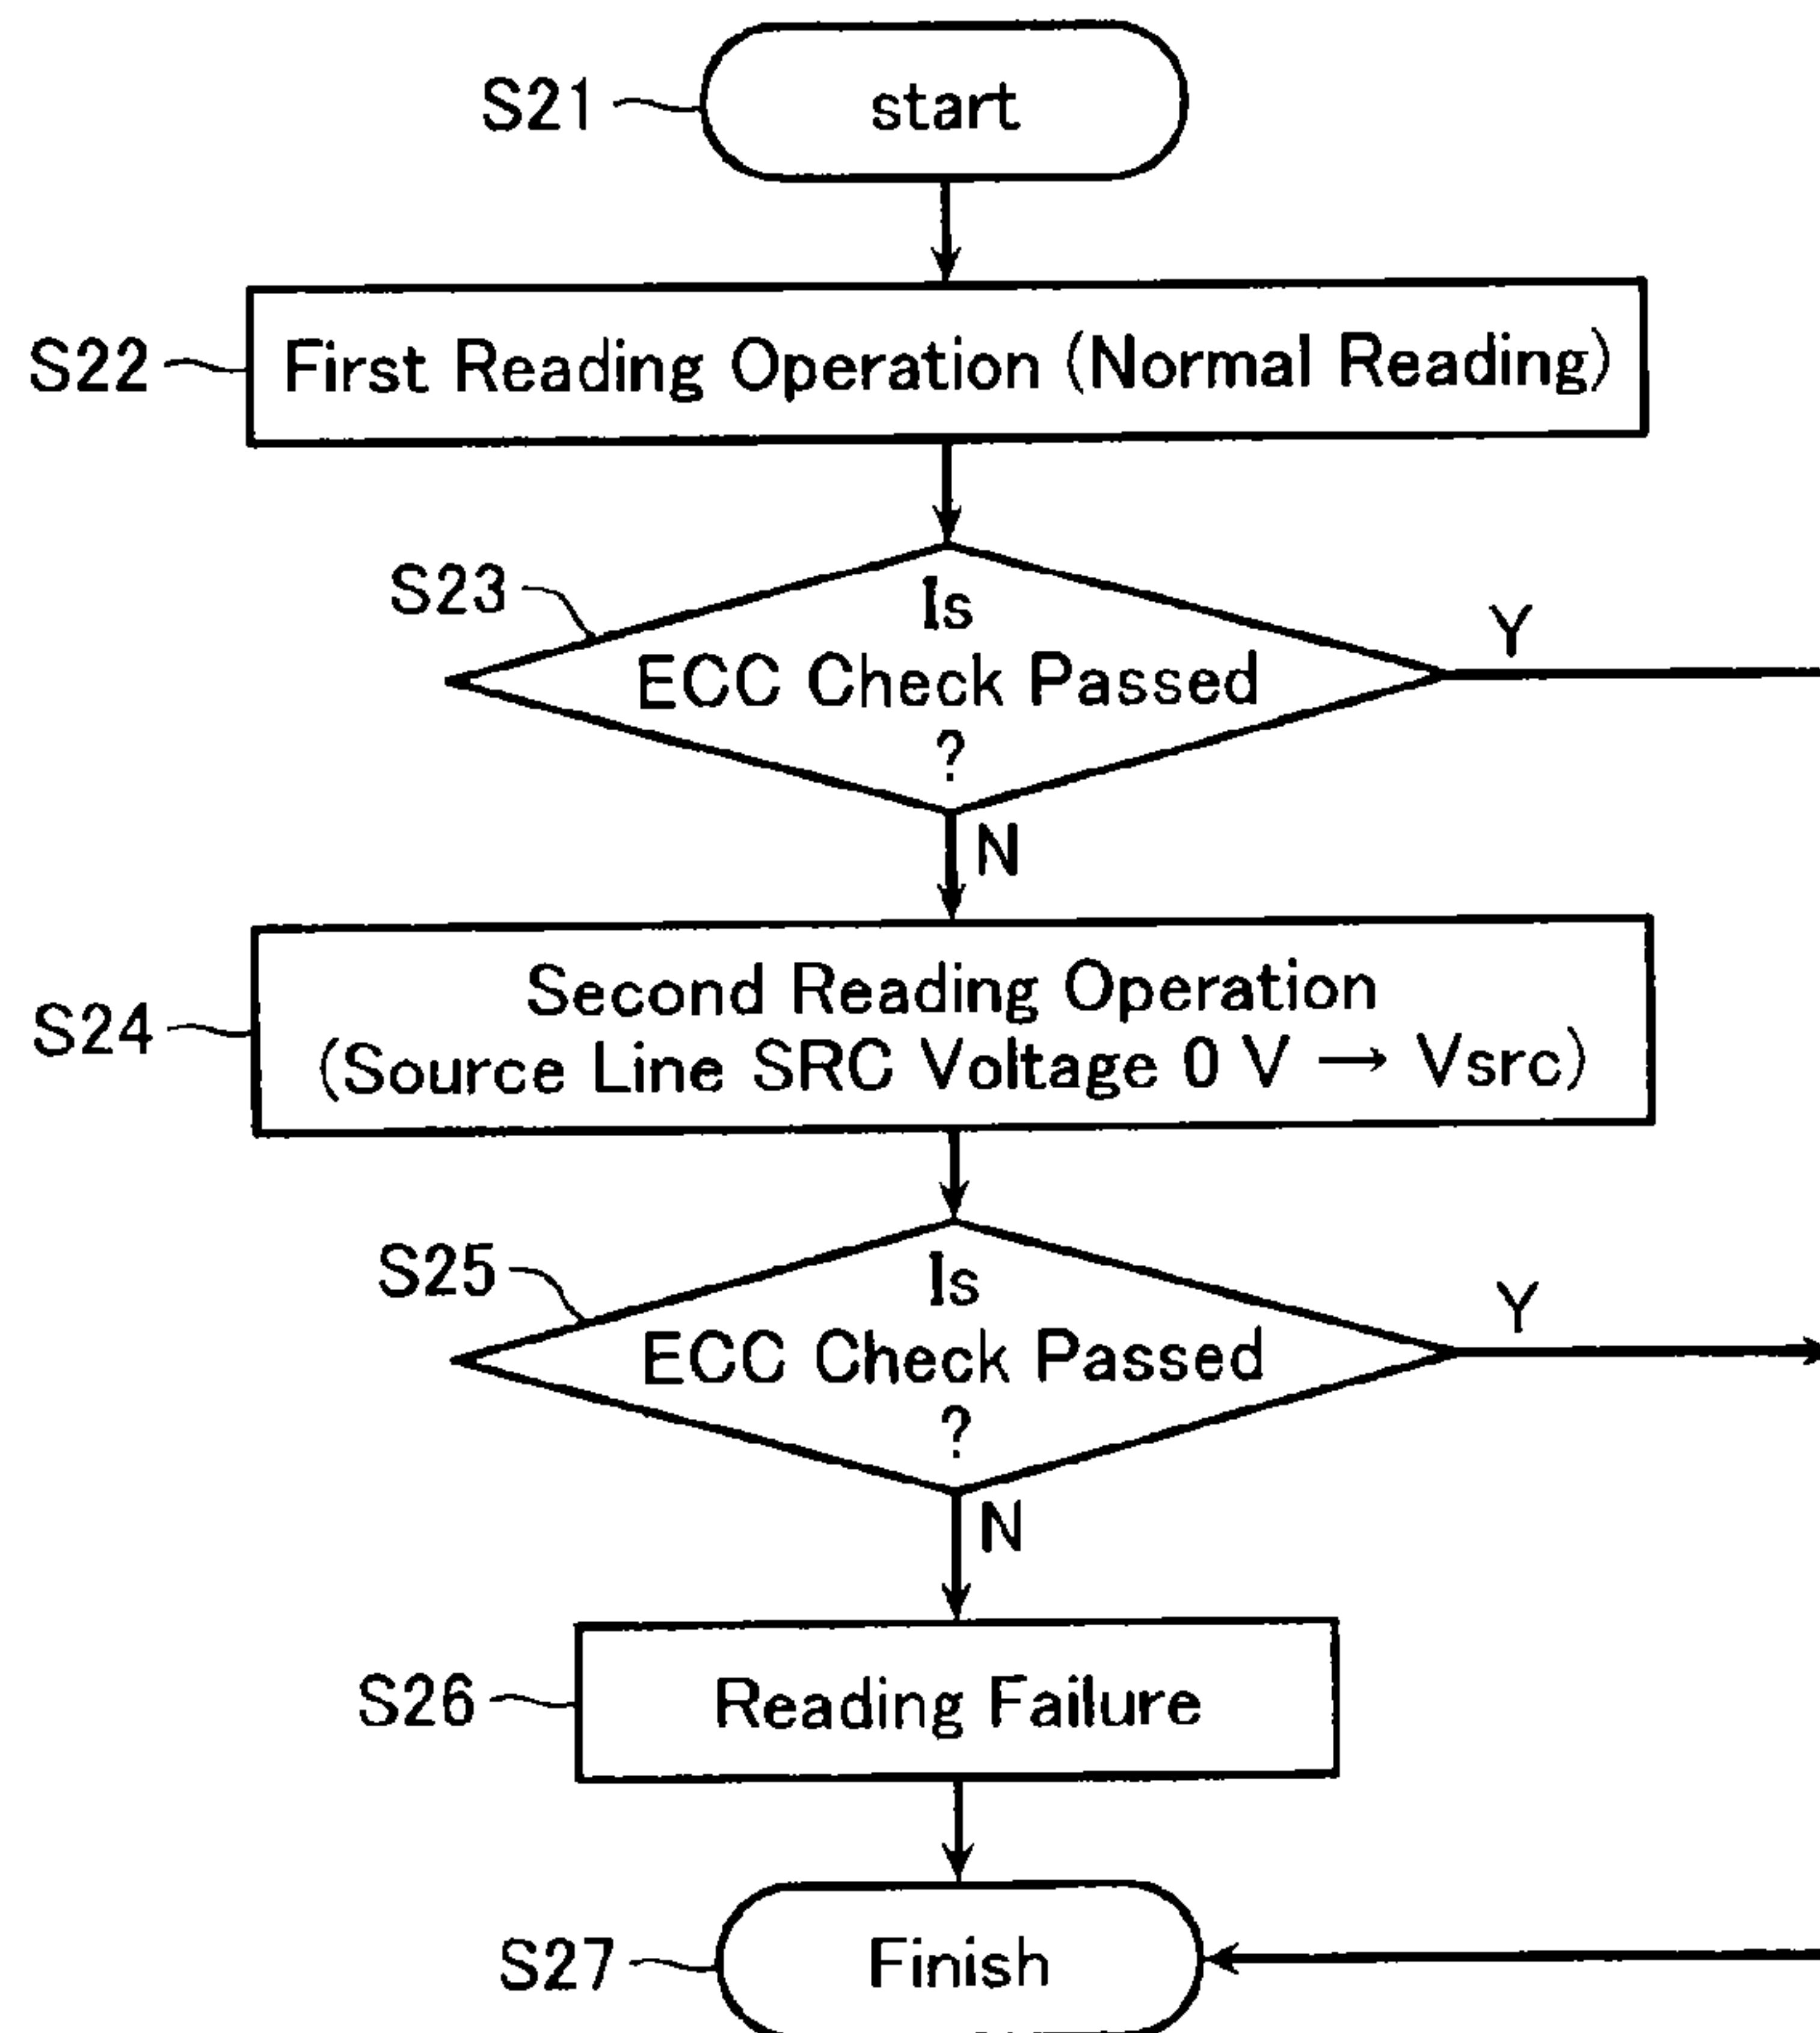 S21
start
S22
First Reading Operation (Normal Reading)
S23
Is
ECC Check Passed
?
Y
N
S24
Second Reading Operation
(Source Line SRC Voltage 0 V → Vsrc)
S25
Is
ECC Check Passed
?
Y
N
S26
Reading Failure
S27
Finish